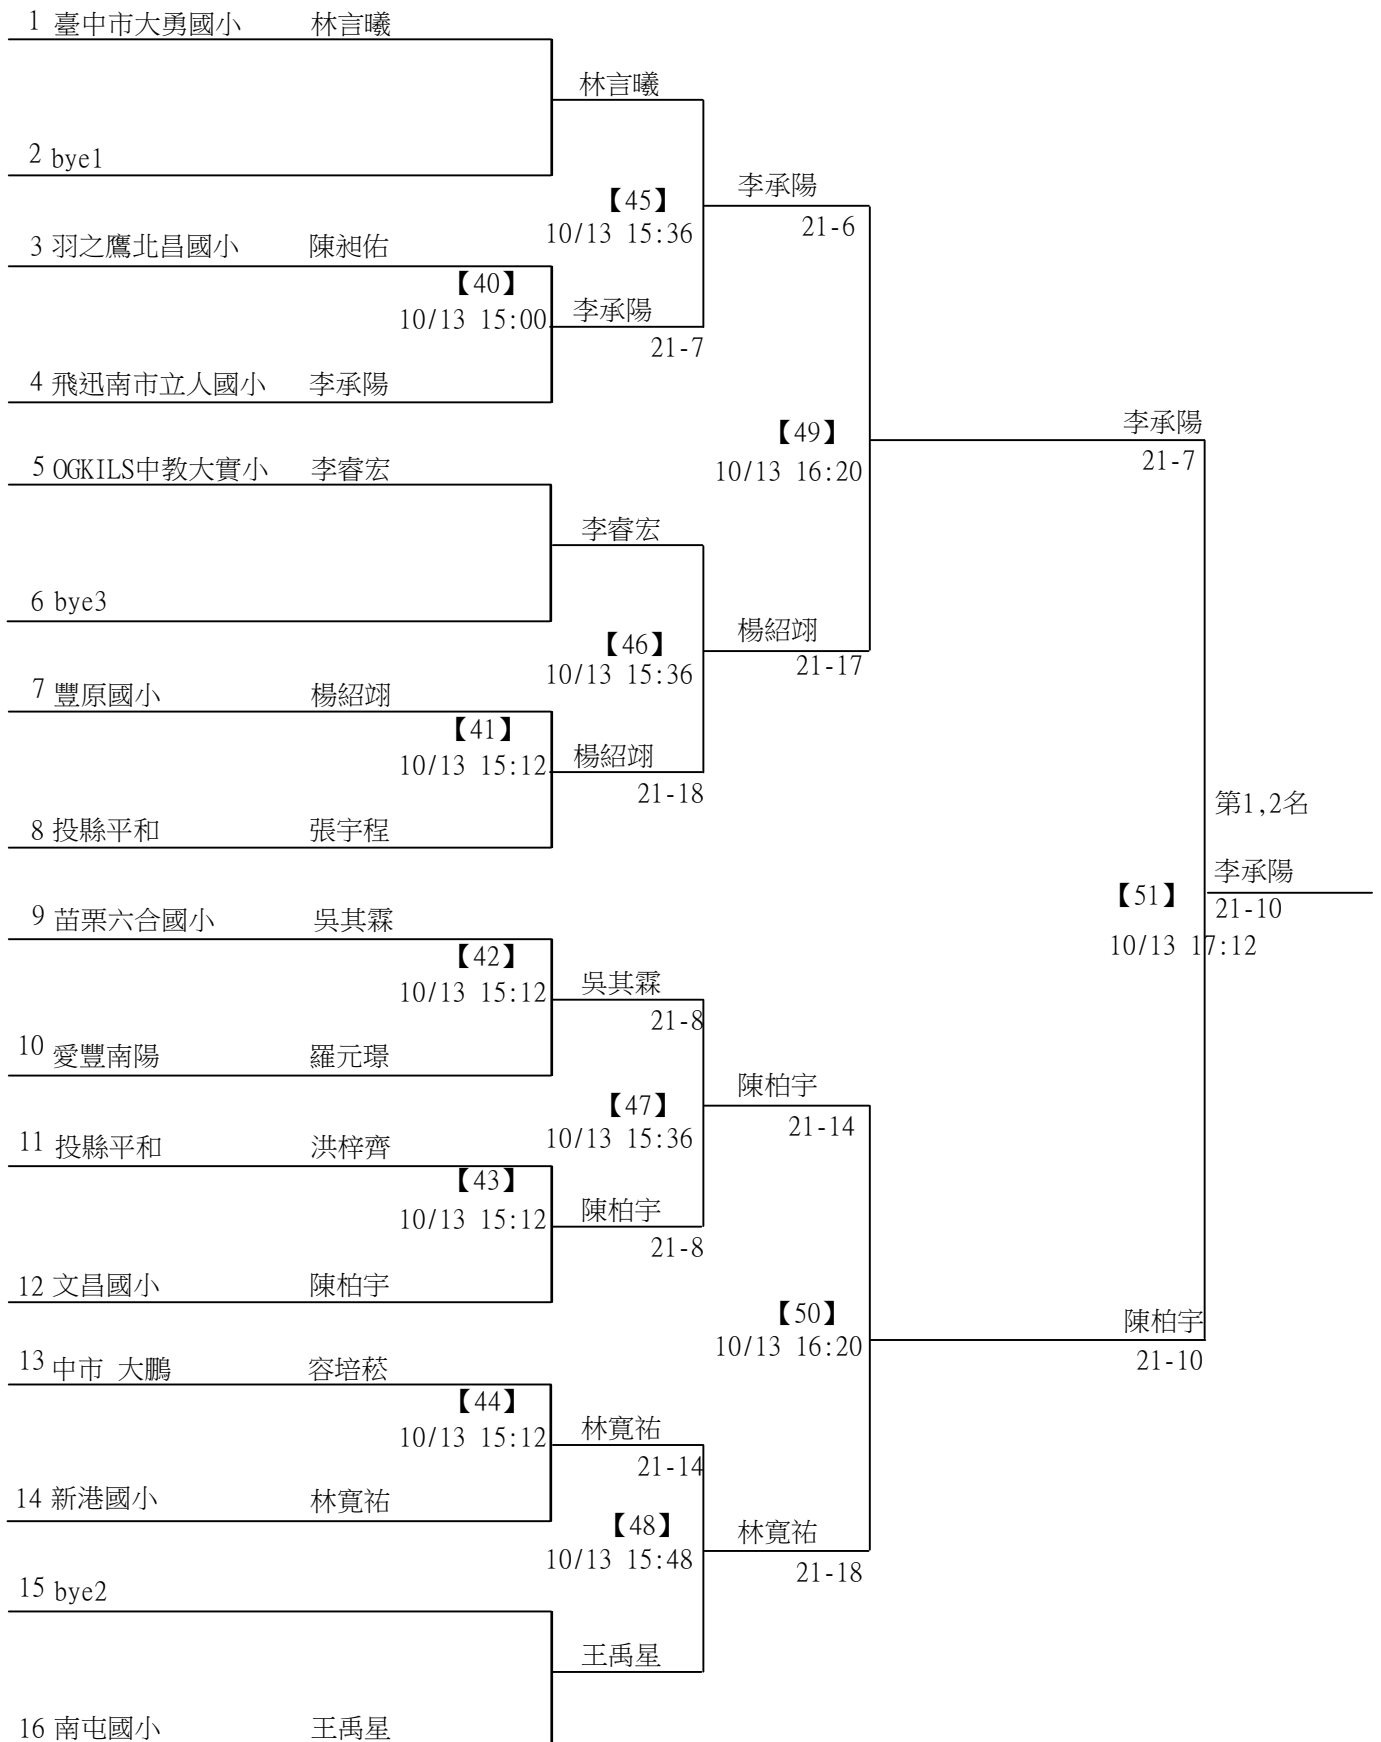 1 臺中市大勇國小 林言曦
林言曦
2 bye1
【45】
10/13 15:36
李承陽
21-6
3 羽之鷹北昌國小 陳昶佑
【40】
10/13 15:00
李承陽
21-7
4 飛迅南市立人國小 李承陽
【49】
10/13 16:20
李承陽
21-7
5 OGKILS中教大實小 李睿宏
李睿宏
6 bye3
【46】
10/13 15:36
楊紹翊
21-17
7 豐原國小 楊紹翊
【41】
10/13 15:12
楊紹翊
21-18
8 投縣平和 張宇程
第1,2名
李承陽
【51】
21-10
10/13 17:12
9 苗栗六合國小 吳其霖
【42】
10/13 15:12
吳其霖
21-8
10 愛豐南陽 羅元璟
【47】
10/13 15:36
陳柏宇
21-14
11 投縣平和 洪梓齊
【43】
10/13 15:12
陳柏宇
21-8
12 文昌國小 陳柏宇
【50】
10/13 16:20
陳柏宇
21-10
13 中市 大鵬 容培菘
【44】
10/13 15:12
林寬祐
21-14
14 新港國小 林寬祐
【48】
10/13 15:48
林寬祐
21-18
15 bye2
王禹星
16 南屯國小 王禹星